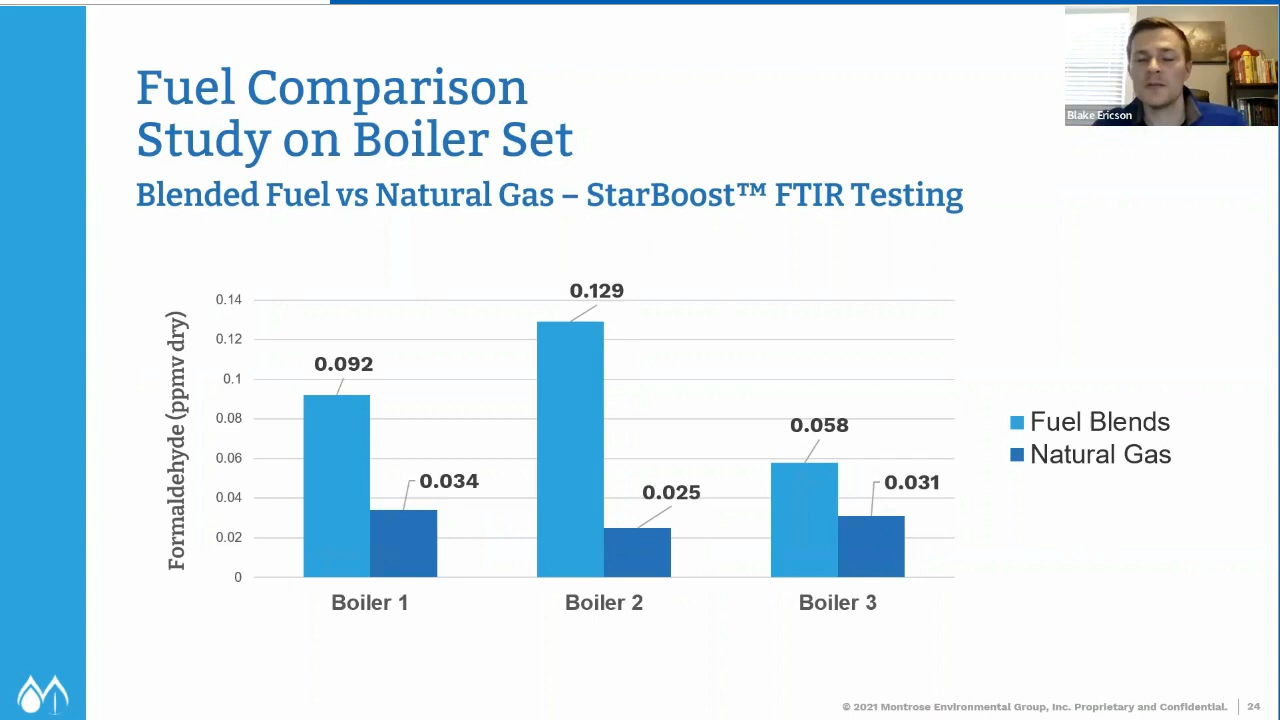 Fuel Comparison
Study on Boiler Set
Blended Fuel vs Natural Gas – StarBoost™ FTIR Testing
Blake Ericson
Formaldehyde (ppmv dry)
0.14
0.12
0.1
0.08
0.06
0.04
0.02
0
0.092
0.034
0.129
0.025
0.058
0.031
Boiler 1
Boiler 2
Boiler 3
Fuel Blends
Natural Gas
© 2021 Montrose Environmental Group, Inc. Proprietary and Confidential. 24